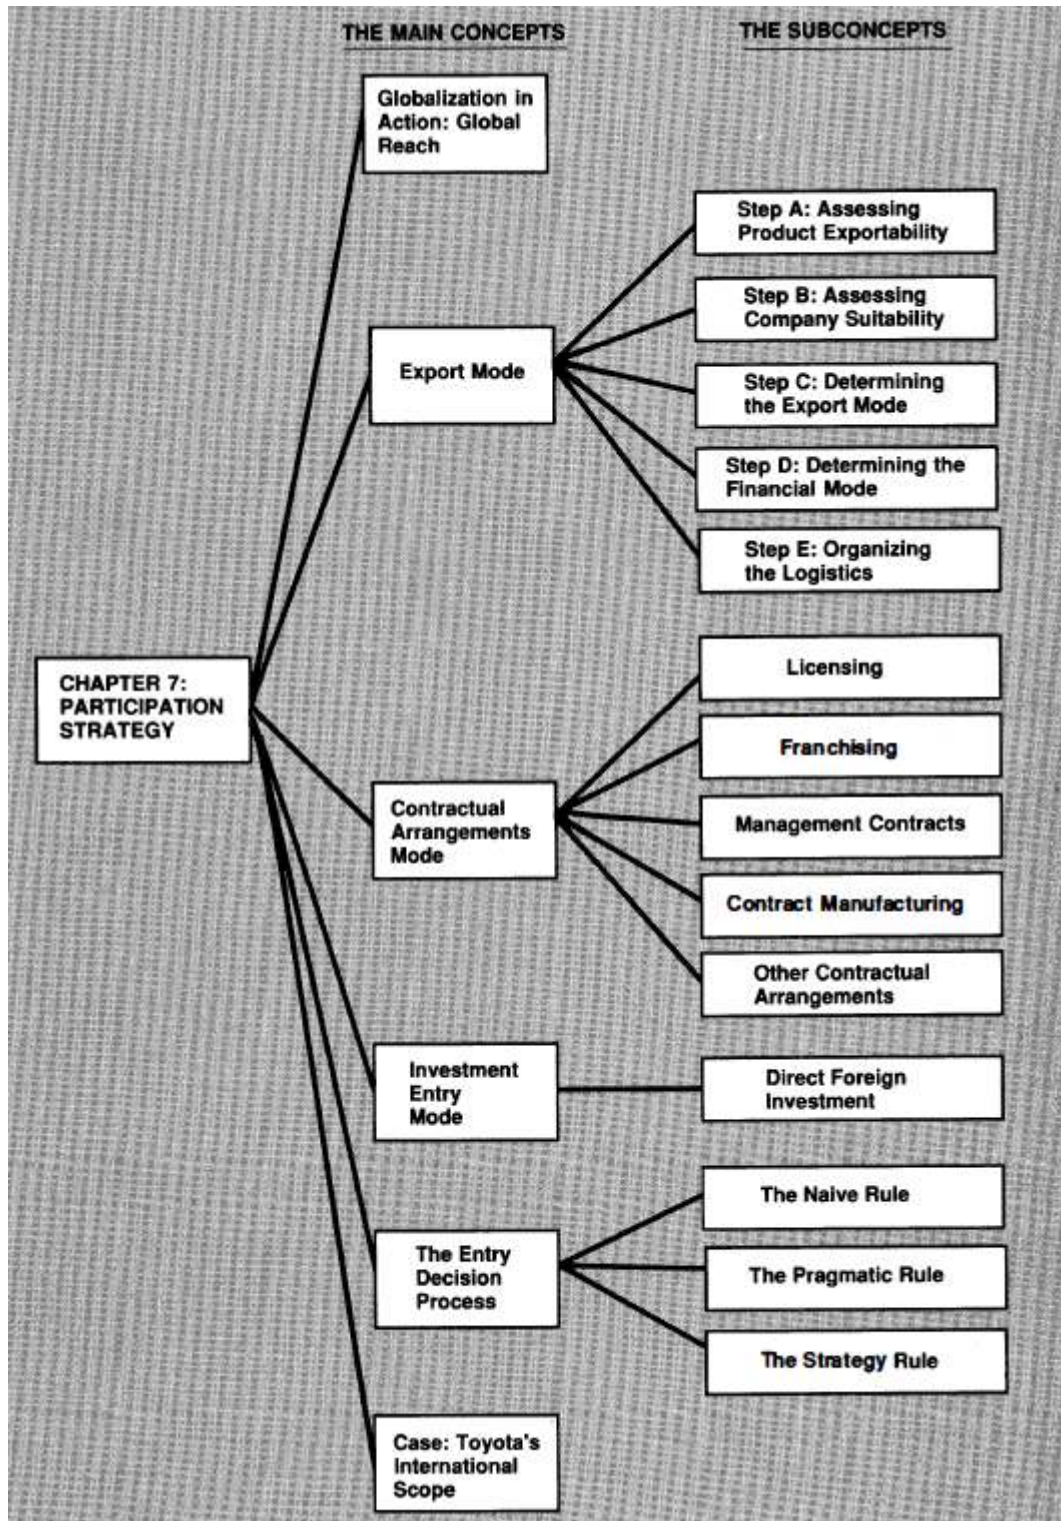 THE MAIN CONCEPTS
THE SUBCONCEPTS
Globalization in
Action: Global
Reach
Step A: Assessing
Product Exportability
Step B: Assessing
Company Suitability
Export Mode
Step C: Determining
the Export Mode
Step D: Determining the
Financial Mode
Step E: Organizing
the Logistics
CHAPTER 7:
PARTICIPATION
STRATEGY
Licensing
Franchising
Contractual
Arrangements
Mode
Management Contracts
Contract Manufacturing
Other Contractual
Arrangements
Investment
Entry
Mode
Direct Foreign
Investment
The Entry
Decision
Process
The Naive Rule
The Pragmatic Rule
The Strategy Rule
Case: Toyota's
International
Scope